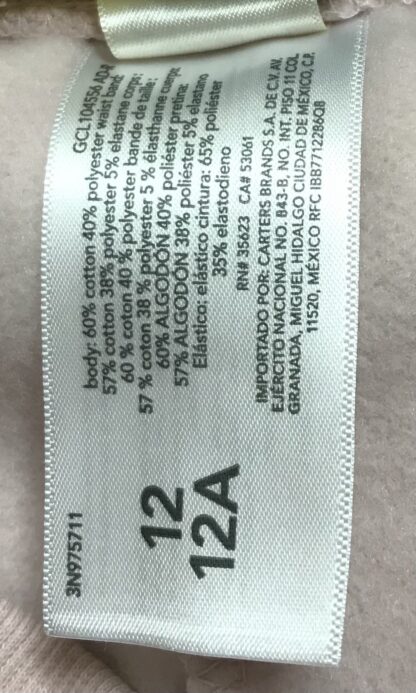 3N975711
12
12A
GCL104556 AD-R
body: 60% cotton 40% polyester waist band:
57% cotton 38% polyester 5% elastane corps:
60 % coton 40 % polyester bande de taille:
57 % coton 38 % polyester 5 % élasthanne cuerpo:
60% ALGODÓN 40% poliéster pretina:
57% ALGODÓN 38% poliéster 5% elastano
Elástico: elástico cintura: 65% poliéster
35% elastodieno
RN# 35623 CA# 53061
IMPORTADO POR: CARTERS BRANDS S.A. DE C.V. AV.
EJÉRCITO NACIONAL NO. 843-B, NO. INT. PISO 11 COL.
GRANADA, MIGUEL HIDALGO CIUDAD DE MÉXICO, C.P.
11520, MÉXICO RFC IBB7712286Q8